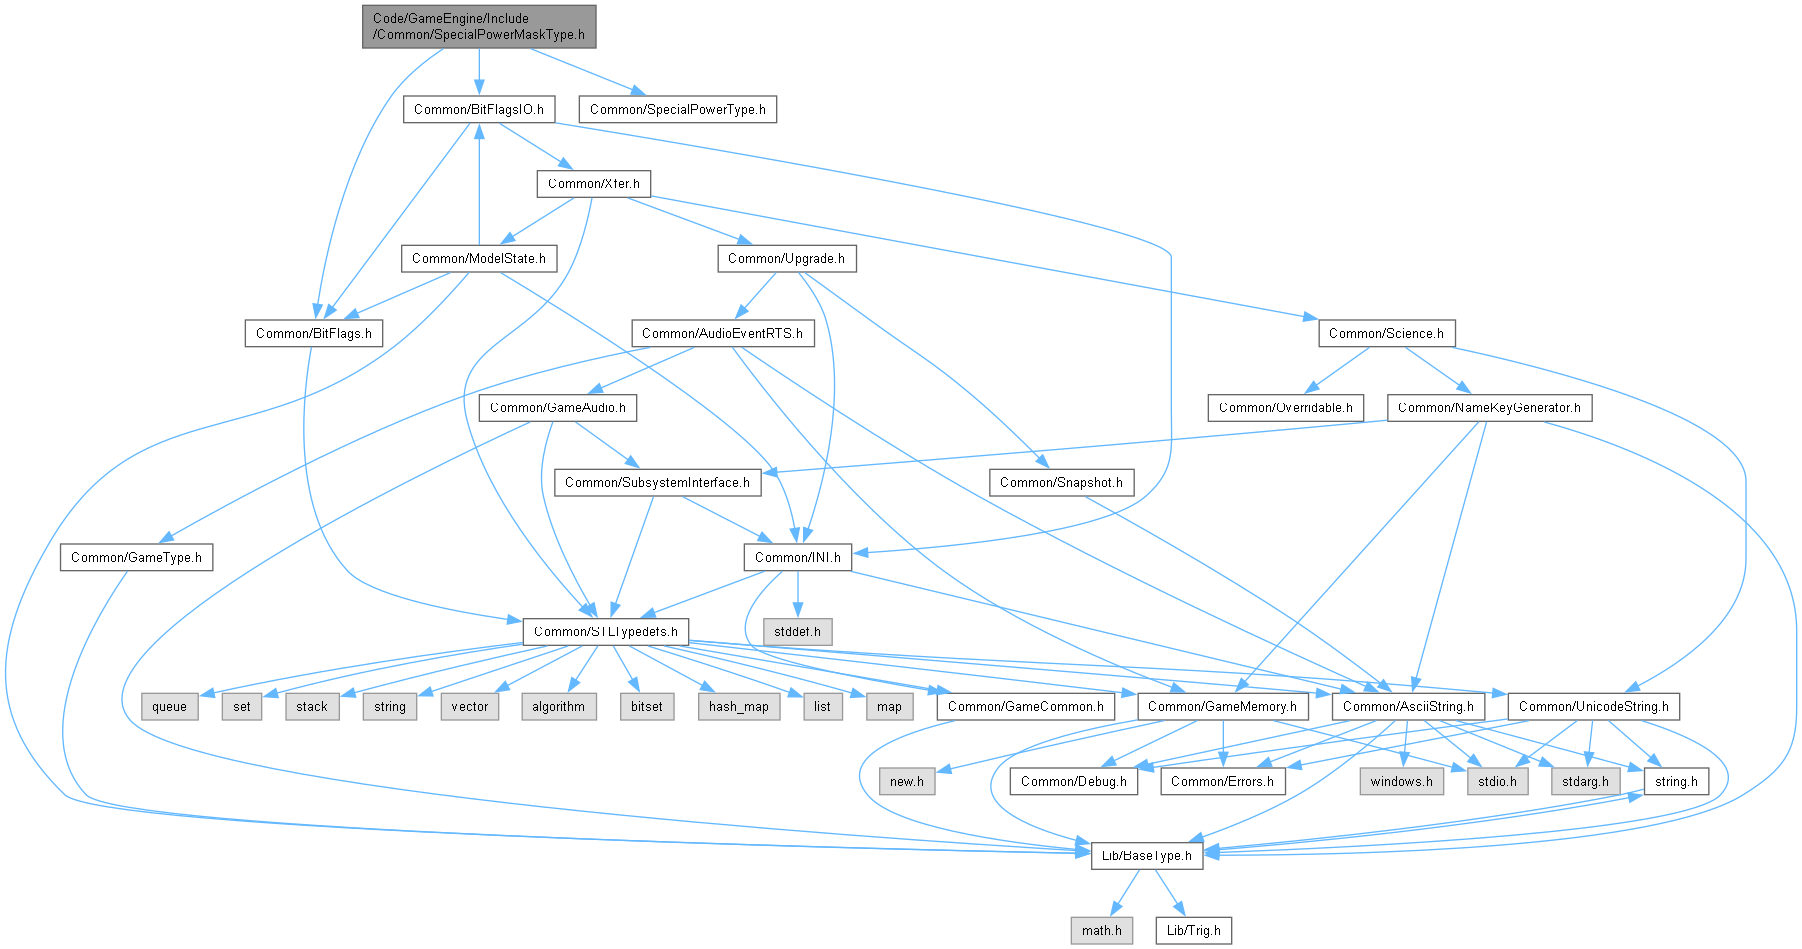 Code/GameEngine/Include
/Common/SpecialPowerMaskType.h
Common/BitFlagsIO.h
Common/SpecialPowerType.h
Common/Xfer.h
Common/ModelState.h
Common/Upgrade.h
Common/BitFlags.h
Common/AudioEventRTS.h
Common/Science.h
Common/GameAudio.h
Common/Overridable.h
Common/NameKeyGenerator.h
Common/SubsystemInterface.h
Common/Snapshot.h
Common/GameType.h
Common/INI.h
Common/STLTypedefs.h
stddef.h
queue
set
stack
string
vector
algorithm
bitset
hash_map
list
map
Common/GameCommon.h
Common/GameMemory.h
Common/AsciiString.h
Common/UnicodeString.h
new.h
Common/Debug.h
Common/Errors.h
windows.h
stdio.h
stdarg.h
string.h
Lib/BaseType.h
math.h
Lib/Trig.h